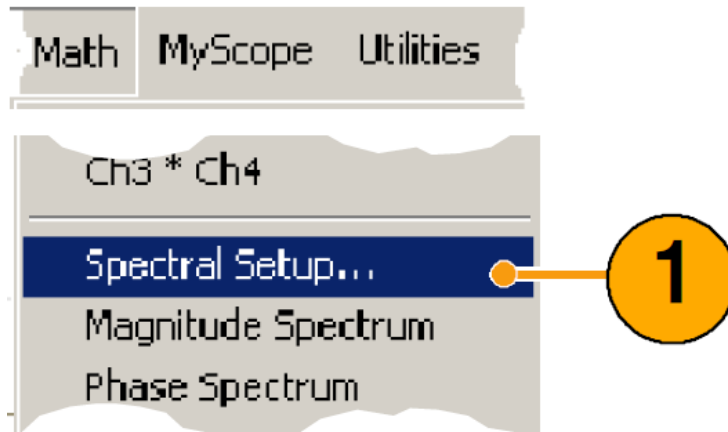 Math MyScope Utilities
Ch3 * Ch4
Spectral Setup...
1
Magnitude Spectrum
Phase Spectrum